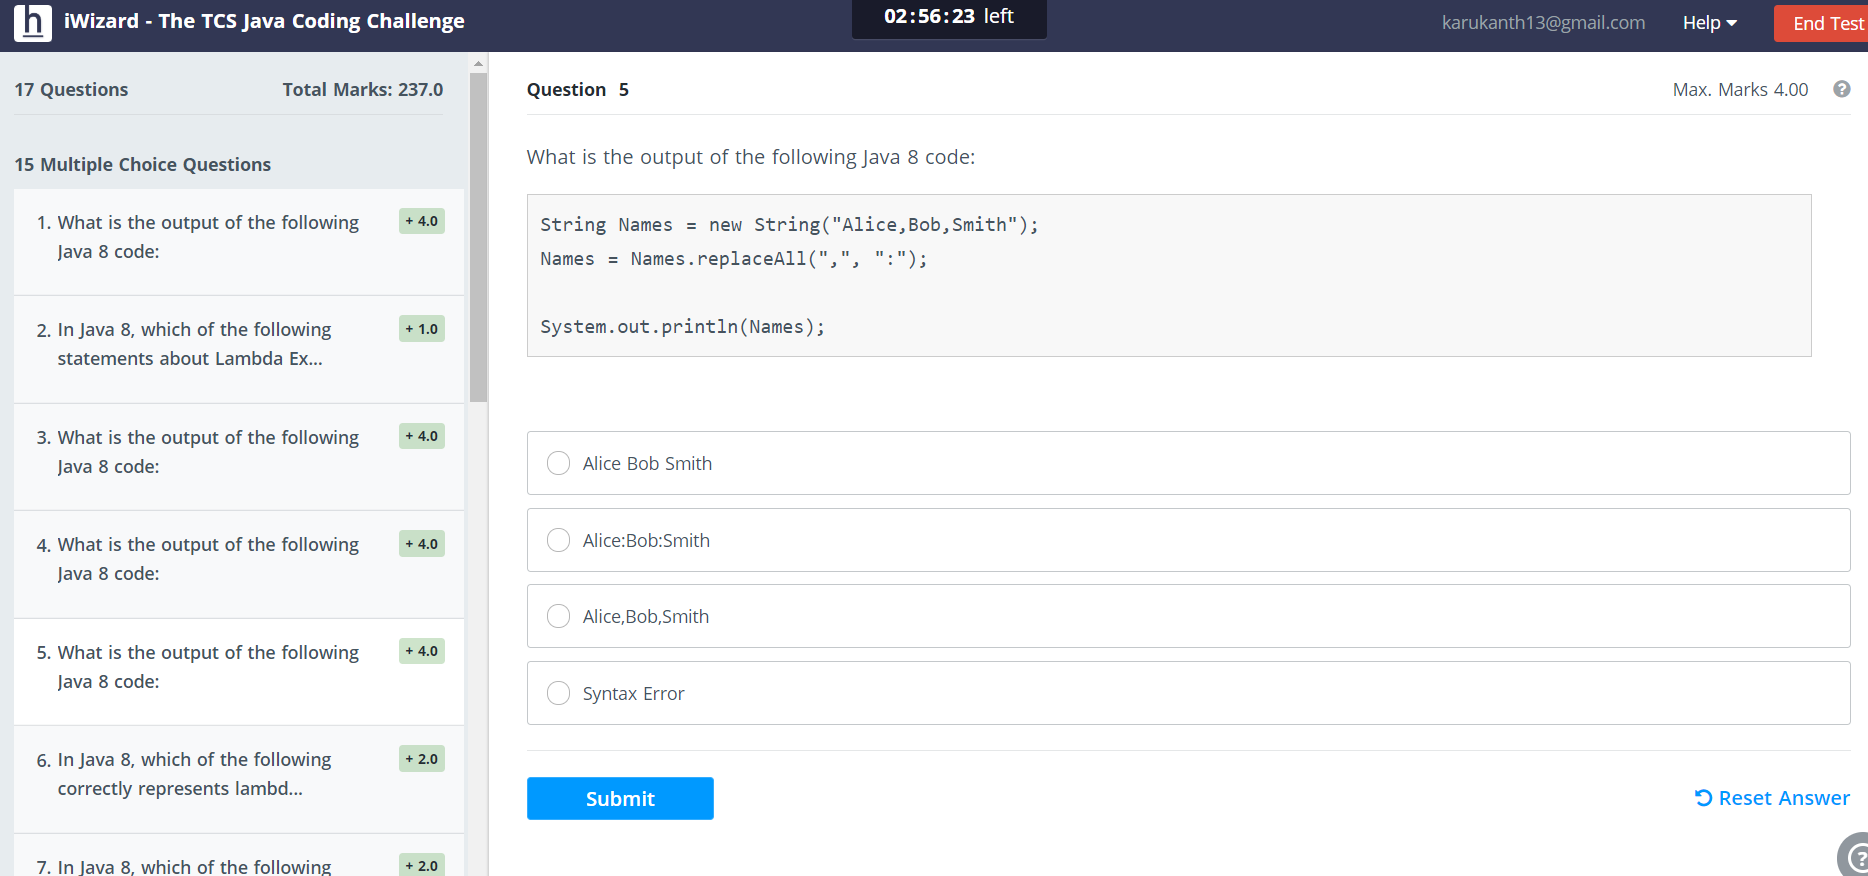 h iWizard - The TCS Java Coding Challenge
02:56:23 left
karukanth13@gmail.com
Help
End Test
17 Questions
Total Marks: 237.0
15 Multiple Choice Questions
1. What is the output of the following
Java 8 code:
+ 4.0
2. In Java 8, which of the following
statements about Lambda Ex...
+ 1.0
3. What is the output of the following
Java 8 code:
+ 4.0
4. What is the output of the following
Java 8 code:
+ 4.0
5. What is the output of the following
Java 8 code:
+ 4.0
6. In Java 8, which of the following
correctly represents lambd...
+ 2.0
7. In Java 8, which of the following
+ 2.0
Question 5
Max. Marks 4.00
?
What is the output of the following Java 8 code:
String Names = new String("Alice,Bob,Smith");
Names = Names.replaceAll(",", ":");
System.out.println(Names);
Alice Bob Smith
Alice:Bob:Smith
Alice,Bob,Smith
Syntax Error
Submit
Reset Answer
?